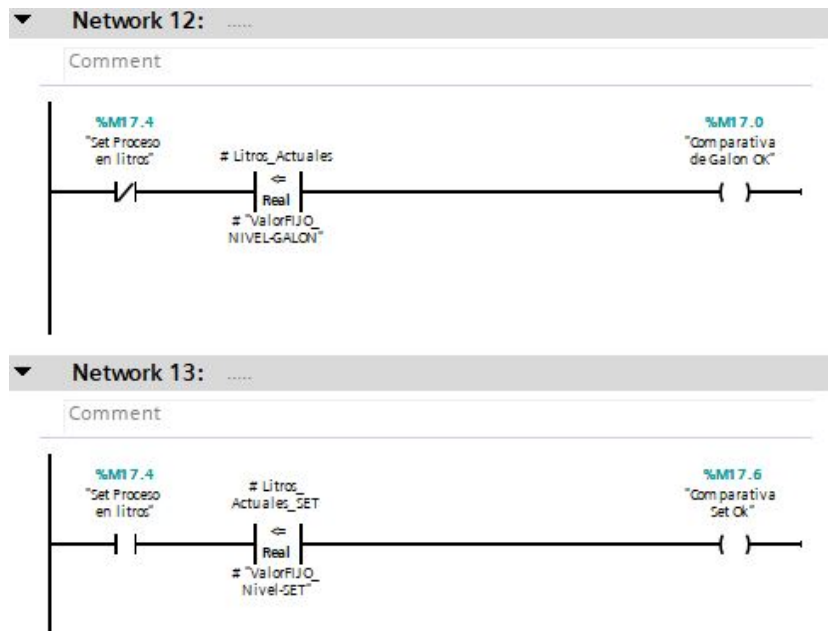 Network 12: .....
Comment
%M17.4
"Set Proceso
en litros"
# Litros_Actuales
<=
Real
# "ValorFIJO_
NIVEL-GALON"
%M17.0
"Comparativa
de Galon OK"
Network 13: .....
Comment
%M17.4
"Set Proceso
en litros"
# Litros_
Actuales_SET
<=
Real
# "ValorFIJO_
Nivel-SET"
%M17.6
"Comparativa
Set Ok"